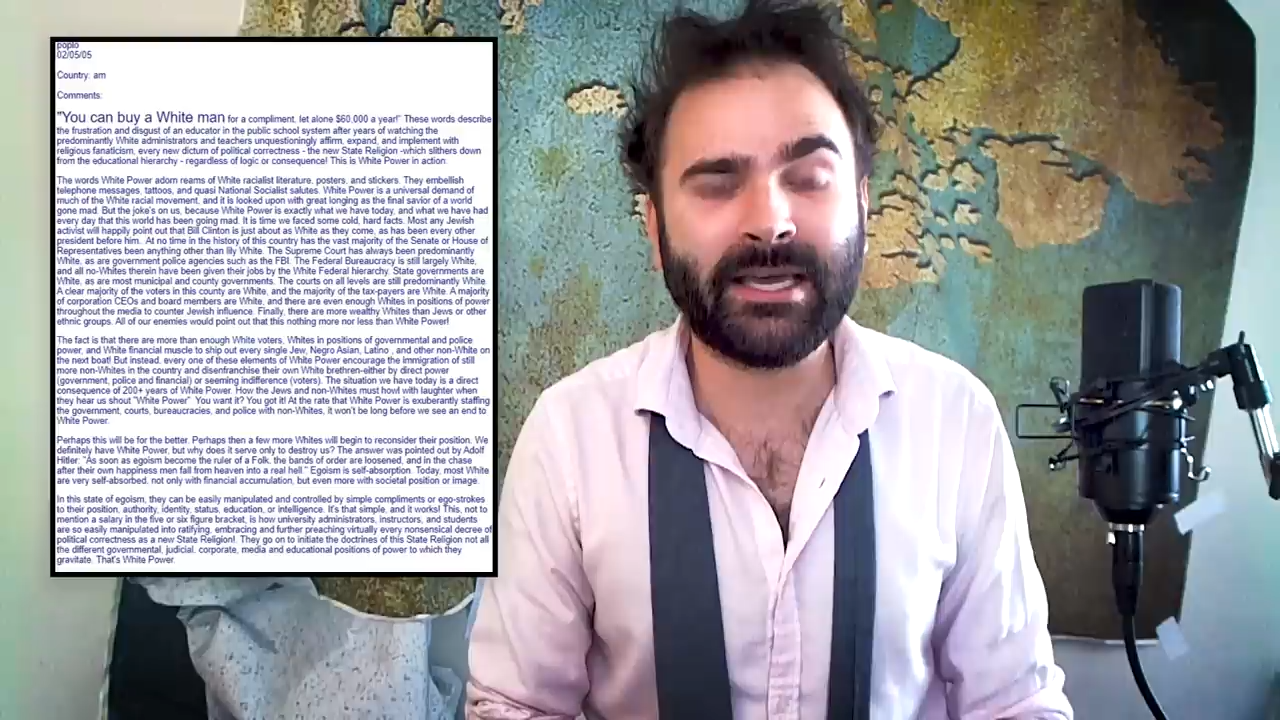 poplo
02/05/05
Country: am
Comments:
"You can buy a White man for a compliment, let alone $60,000 a year!" These words describe
the frustration and disgust of an educator in the public school system after years of watching the
predominantly White administrators and teachers unquestioningly affirm, expand, and implement with
religious fanaticism, every new dictum of political correctness - the new State Religion -which slithers down
from the educational hierarchy - regardless of logic or consequence! This is White Power in action.
The words White Power adorn reams of White racialist literature, posters, and stickers. They embellish
telephone messages, tattoos, and quasi National Socialist salutes. White Power is a universal demand of
much of the White racial movement, and it is looked upon with great longing as the final savior of a world
gone mad. But the joke's on us, because White Power is exactly what we have today, and what we have had
every day that this world has been going mad. It is time we faced some cold, hard facts. Most any Jewish
activist will happily point out that Bill Clinton is just about as White as they come, as has been every other
president before him. At no time in the history of this country has the vast majority of the Senate or House of
Representatives been anything other than lily White. The Supreme Court has always been predominantly
White, as are government police agencies such as the FBI. The Federal Bureaucracy is still largely White,
and all no-Whites therein have been given their jobs by the White Federal hierarchy. State governments are
White, as are most municipal and county governments. The courts on all levels are still predominantly White.
A clear majority of the voters in this county are White, and the majority of the tax-payers are White. A majority
of corporation CEOs and board members are White, and there are even enough Whites in positions of power
throughout the media to counter Jewish influence. Finally, there are more wealthy Whites than Jews or other
ethnic groups. All of our enemies would point out that this nothing more nor less than White Power!
The fact is that there are more than enough White voters, Whites in positions of governmental and police
power, and White financial muscle to ship out every single Jew, Negro Asian, Latino , and other non-White on
the next boat! But instead, every one of these elements of White Power encourage the immigration of still
more non-Whites in the country and disenfranchise their own White brethren-either by direct power
(government, police and financial) or seeming indifference (voters). The situation we have today is a direct
consequence of 200+ years of White Power. How the Jews and non-Whites must howl with laughter when
they hear us shout "White Power" You want it? You got it! At the rate that White Power is exuberantly staffing
the government, courts, bureaucracies, and police with non-Whites, it won't be long before we see an end to
White Power.
Perhaps this will be for the better. Perhaps then a few more Whites will begin to reconsider their position. We
definitely have White Power, but why does it serve only to destroy us? The answer was pointed out by Adolf
Hitler: "As soon as egoism become the ruler of a Folk, the bands of order are loosened, and in the chase
after their own happiness men fall from heaven into a real hell." Egoism is self-absorption. Today, most White
are very self-absorbed, not only with financial accumulation, but even more with societal position or image.
In this state of egoism, they can be easily manipulated and controlled by simple compliments or ego-strokes
to their position, authority, identity, status, education, or intelligence. It's that simple, and it works! This, not to
mention a salary in the five or six figure bracket, is how university administrators, instructors, and students
are so easily manipulated into ratifying, embracing and further preaching virtually every nonsensical decree of
political correctness as a new State Religion!. They go on to initiate the doctrines of this State Religion not all
the different governmental, judicial, corporate, media and educational positions of power to which they
gravitate. That's White Power.